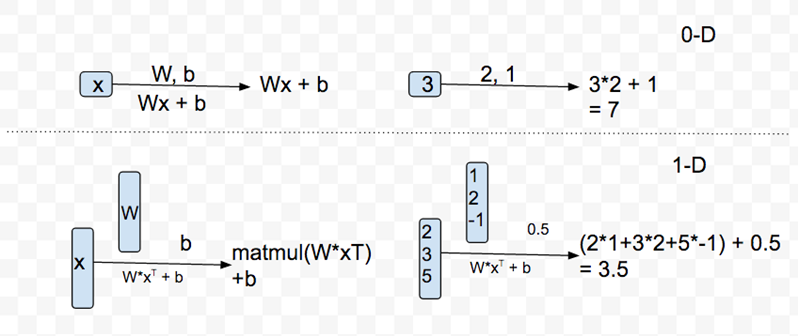 0-D
x
W, b
Wx + b
Wx + b
3
2, 1
3*2 + 1
= 7
1-D
W
x
b
W*xᵀ + b
matmul(W*xT)
+b
1
2
-1
2
3
5
0.5
W*xᵀ + b
(2*1+3*2+5*-1) + 0.5
= 3.5